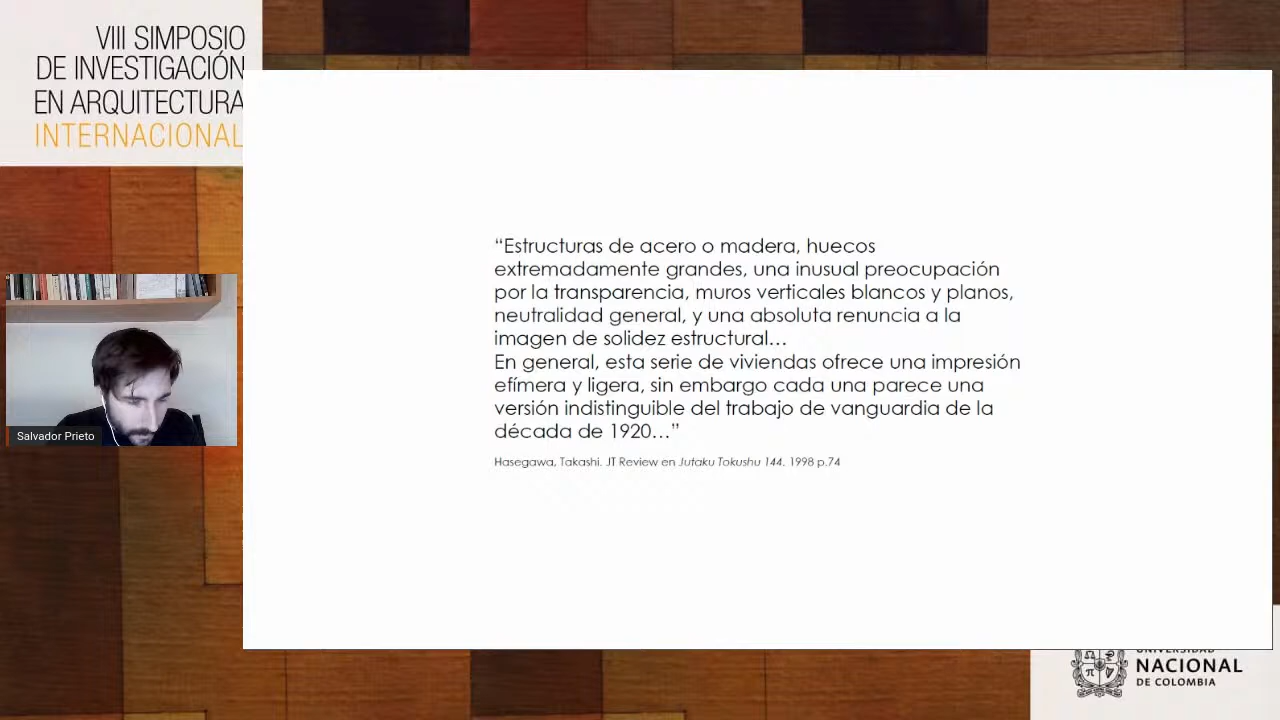 VIII SIMPOSIO
DE INVESTIGACIÓN
EN ARQUITECTURA
INTERNACIONAL
“Estructuras de acero o madera, huecos
extremadamente grandes, una inusual preocupación
por la transparencia, muros verticales blancos y planos,
neutralidad general, y una absoluta renuncia a la
imagen de solidez estructural…
En general, esta serie de viviendas ofrece una impresión
efímera y ligera, sin embargo cada una parece una
versión indistinguible del trabajo de vanguardia de la
década de 1920…”
Hasegawa, Takashi. JT Review en Jutaku Tokushu 144. 1998 p.74
Salvador Prieto
UNIVERSIDAD
NACIONAL
DE COLOMBIA